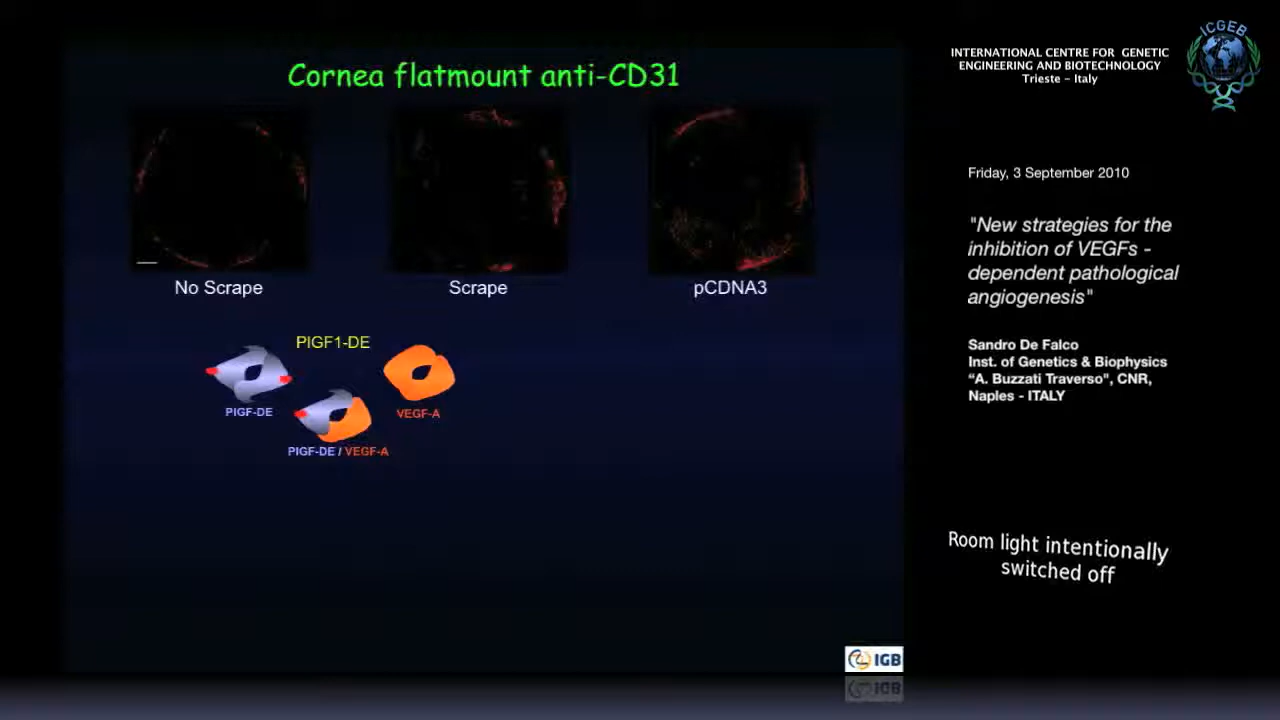 Cornea flatmount anti-CD31
No Scrape
Scrape
pCDNA3
PlGF1-DE
PlGF-DE
VEGF-A
PlGF-DE / VEGF-A
IGB
INTERNATIONAL CENTRE FOR GENETIC
ENGINEERING AND BIOTECHNOLOGY
Trieste - Italy
ICGEB
Friday, 3 September 2010
"New strategies for the
inhibition of VEGFs -
dependent pathological
angiogenesis"
Sandro De Falco
Inst. of Genetics & Biophysics
"A. Buzzati Traverso", CNR,
Naples - ITALY
Room light intentionally
switched off